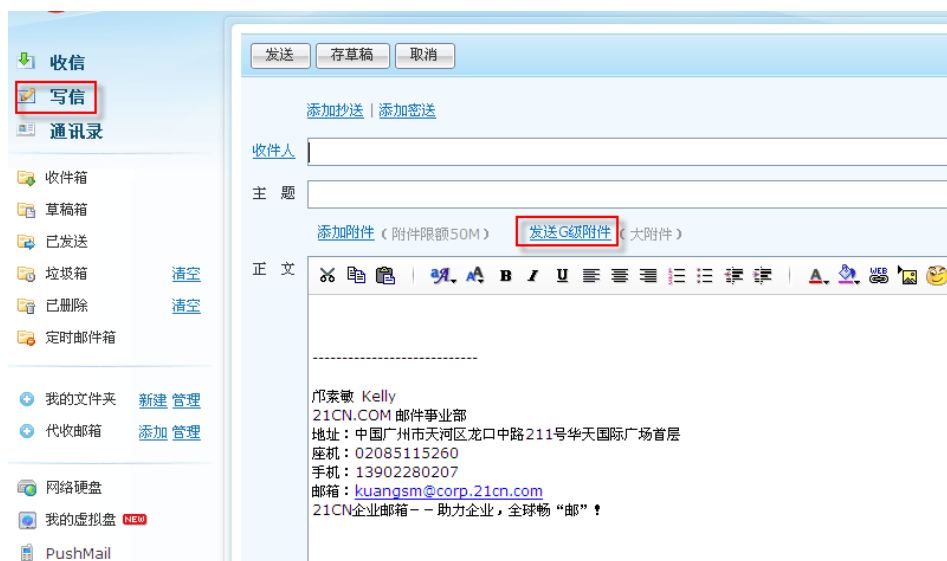 收信
写信
通讯录
收件箱
草稿箱
已发送
垃圾箱 清空
已删除 清空
定时邮件箱
我的文件夹 新建 管理
代收邮箱 添加 管理
网络硬盘
我的虚拟盘 NEW
PushMail
发送 存草稿 取消
添加抄送 | 添加密送
收件人
主 题
添加附件 ( 附件限额50M ) 发送G级附件 ( 大附件 )
正 文
B I U A WEB
----------------------------
邝素敏 Kelly
21CN.COM 邮件事业部
地址：中国广州市天河区龙口中路211号华天国际广场首层
座机：02085115260
手机：13902280207
邮箱：kuangsm@corp.21cn.com
21CN企业邮箱－－助力企业，全球畅“邮”！